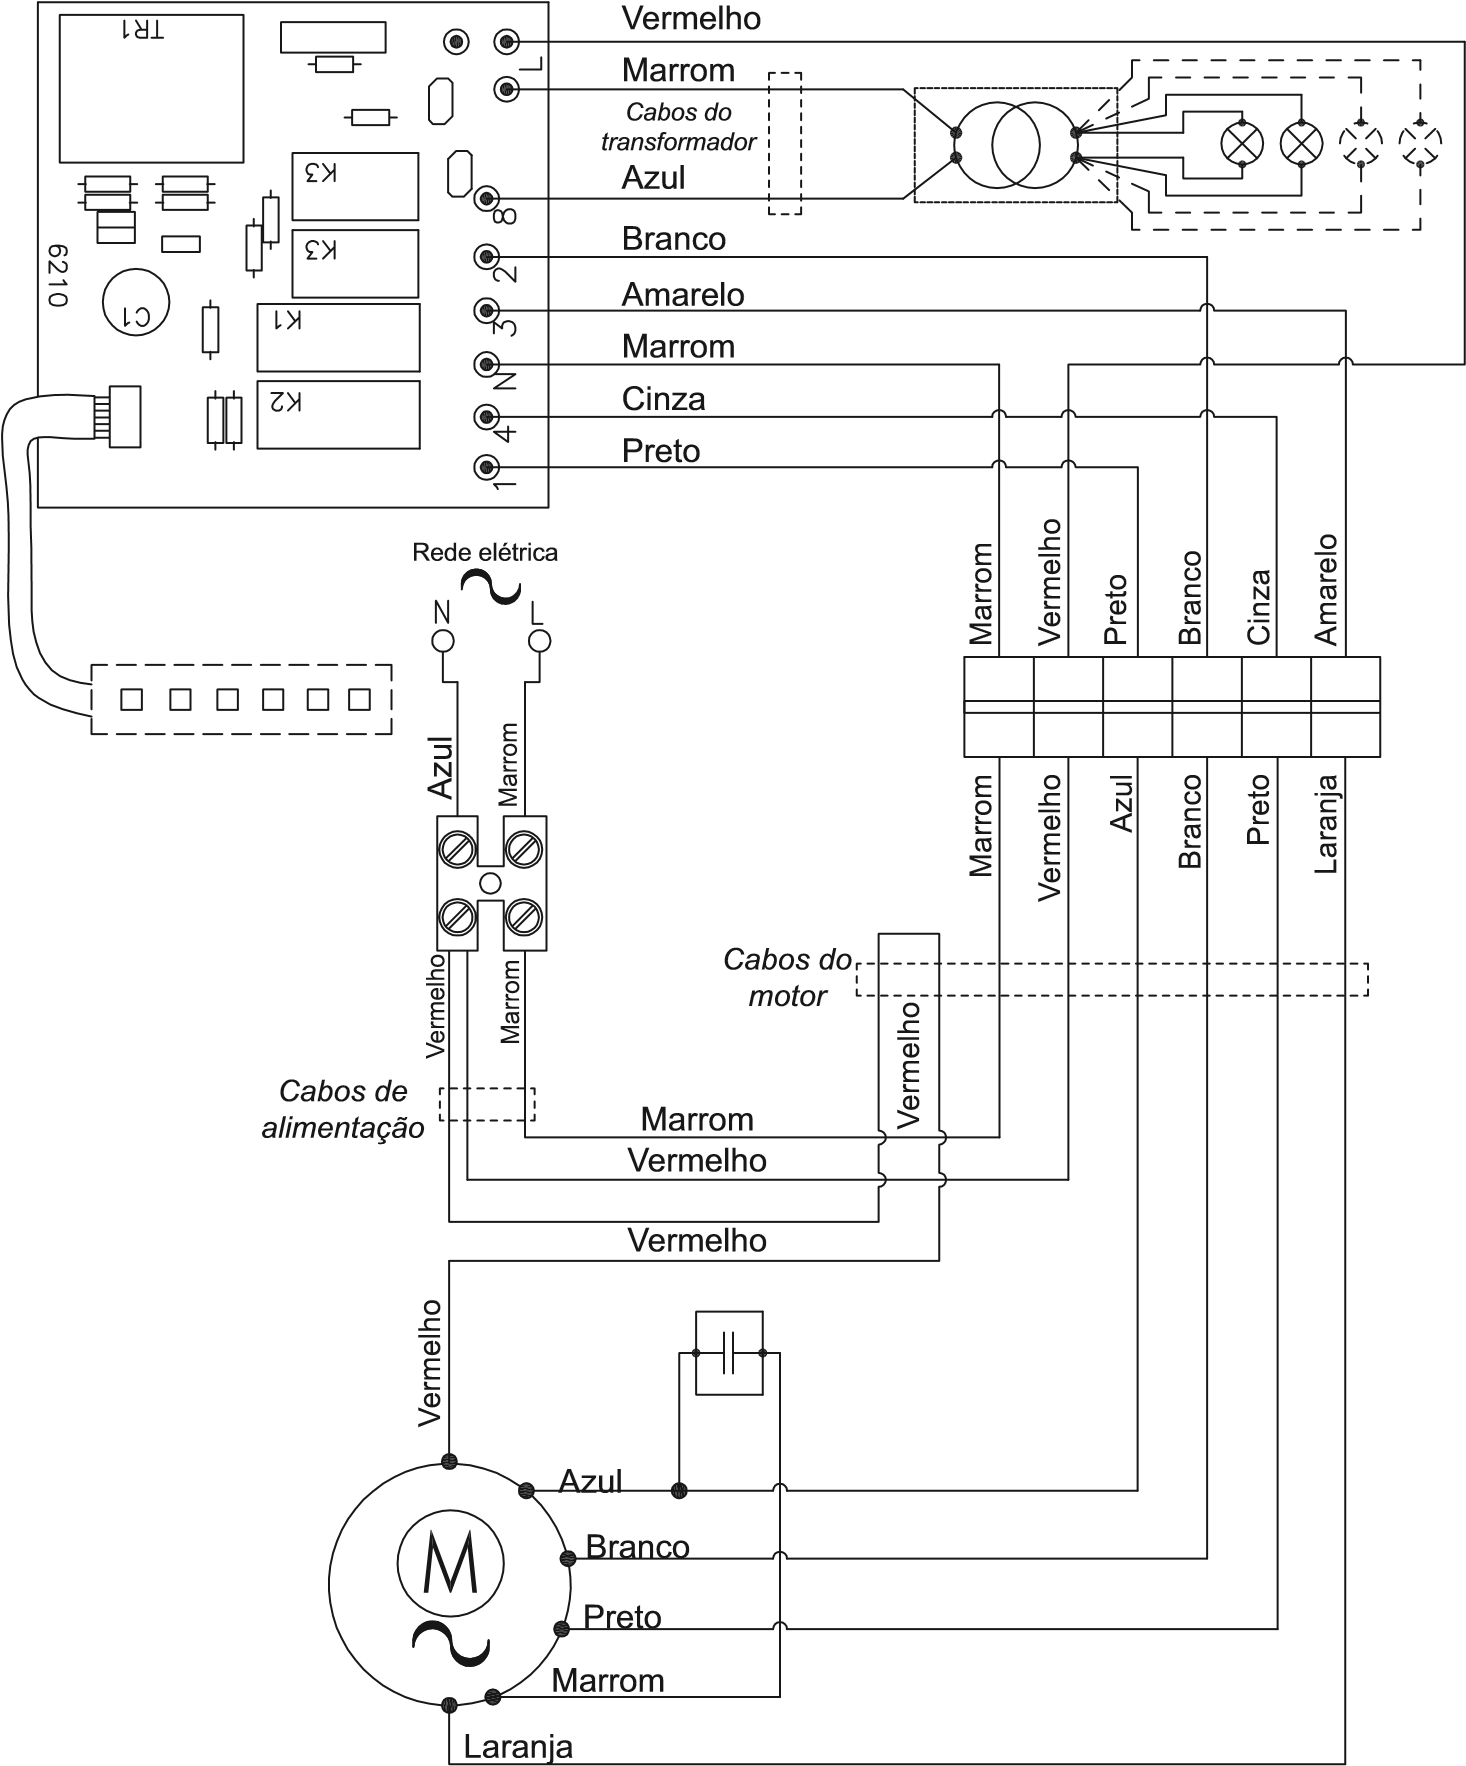 TR1
Vermelho
L
Marrom
Cabos do
transformador
Azul
8
K3
Branco
2
K3
6210
Amarelo
3
C1
K1
Marrom
N
K2
Cinza
4
Preto
1
Rede elétrica
N
L
Marrom
Vermelho
Preto
Branco
Cinza
Amarelo
Azul
Marrom
Marrom
Vermelho
Azul
Branco
Preto
Laranja
Vermelho
Marrom
Cabos do
motor
Vermelho
Cabos de
alimentação
Marrom
Vermelho
Vermelho
Vermelho
Azul
M
Branco
Preto
Marrom
Laranja